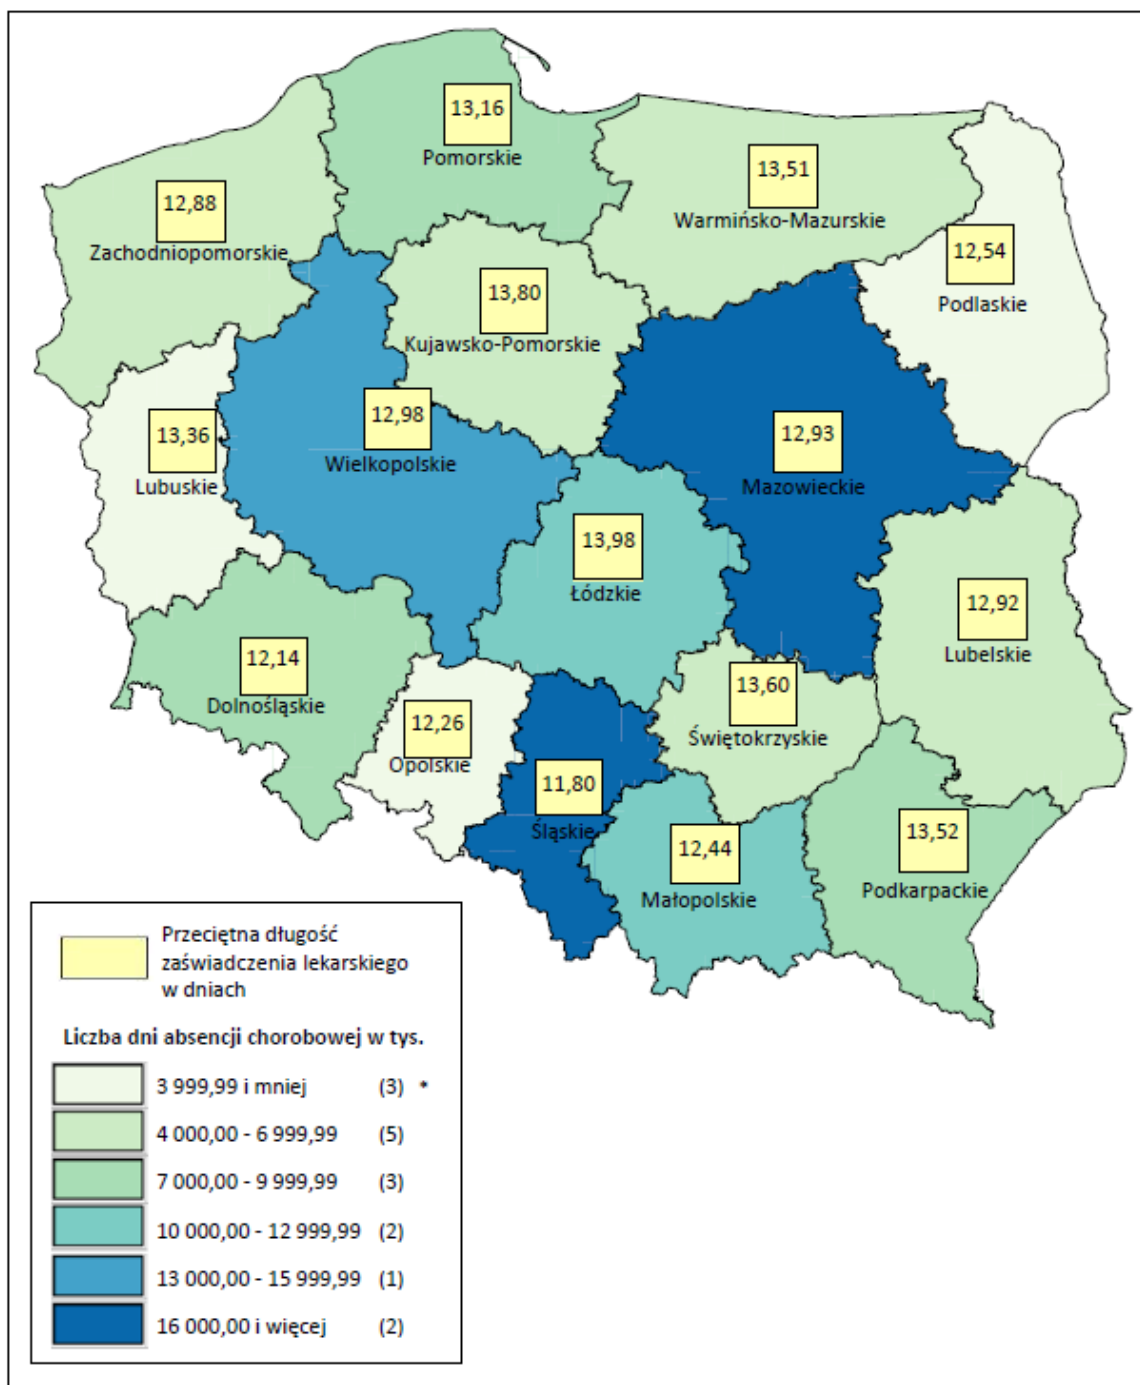 13,16
Pomorskie
13,51
Warmińsko-Mazurskie
12,88
Zachodniopomorskie
12,54
Podlaskie
13,80
Kujawsko-Pomorskie
12,98
Wielkopolskie
13,36
Lubuskie
12,93
Mazowieckie
13,98
Łódzkie
12,92
Lubelskie
12,14
Dolnośląskie
13,60
Świętokrzyskie
12,26
Opolskie
11,80
Śląskie
12,44
Małopolskie
13,52
Podkarpackie
Przeciętna długość
zaświadczenia lekarskiego
w dniach
Liczba dni absencji chorobowej w tys.
3 999,99 i mniej (3) *
4 000,00 - 6 999,99 (5)
7 000,00 - 9 999,99 (3)
10 000,00 - 12 999,99 (2)
13 000,00 - 15 999,99 (1)
16 000,00 i więcej (2)